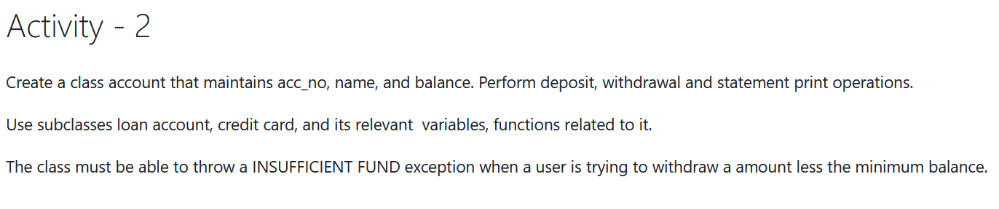 Activity - 2
Create a class account that maintains acc_no, name, and balance. Perform deposit, withdrawal and statement print operations.
Use subclasses loan account, credit card, and its relevant  variables, functions related to it.
The class must be able to throw a INSUFFICIENT FUND exception when a user is trying to withdraw a amount less the minimum balance.